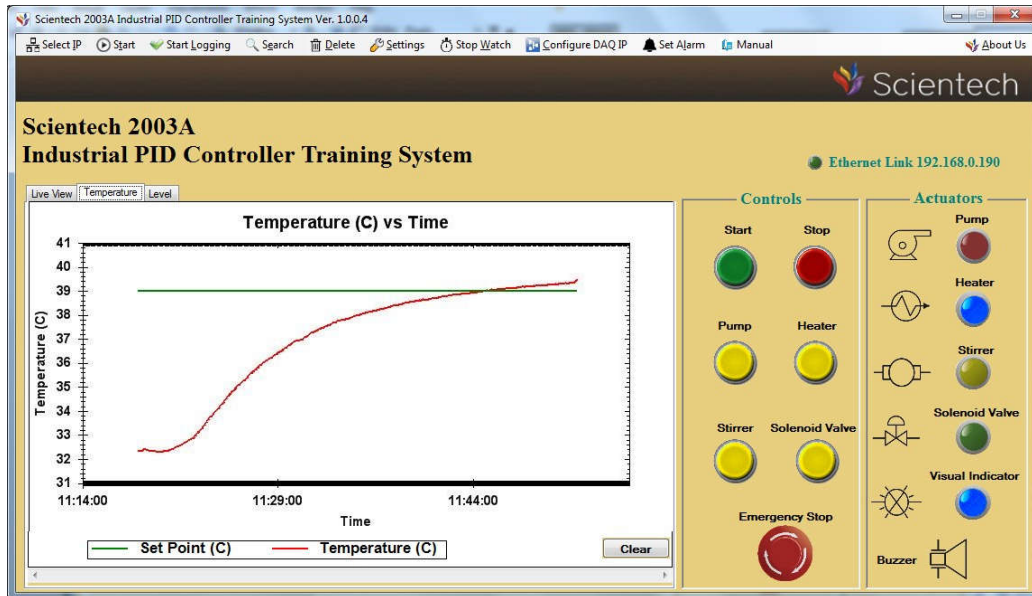 Scientech 2003A Industrial PID Controller Training System Ver. 1.0.0.4
Select IP Start Start Logging Search Delete Settings Stop Watch Configure DAQ IP Set Alarm Manual About Us
Scientech
Scientech 2003A
Industrial PID Controller Training System
Ethernet Link 192.168.0.190
Live View Temperature Level
Temperature (C) vs Time
41
40
39
38
37
36
35
34
33
32
31
Temperature (C)
11:14:00 11:29:00 11:44:00
Time
Set Point (C) Temperature (C)
Clear
Controls
Start Stop
Pump Heater
Stirrer Solenoid Valve
Emergency Stop
Actuators
Pump
Heater
Stirrer
Solenoid Valve
Visual Indicator
Buzzer